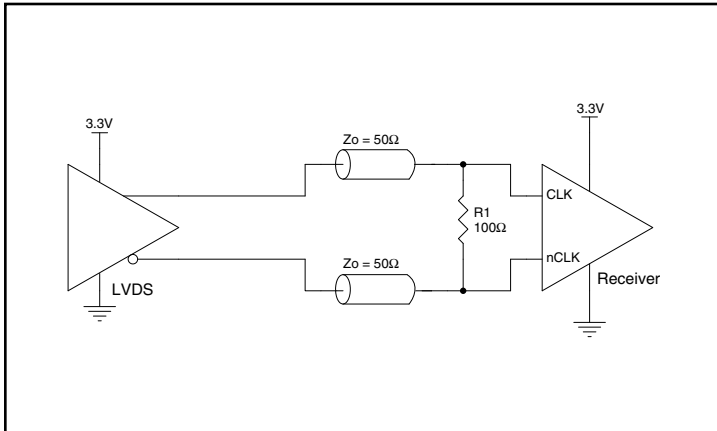 3.3V
3.3V
Zo = 50Ω
CLK
R1
100Ω
nCLK
Zo = 50Ω
LVDS
Receiver